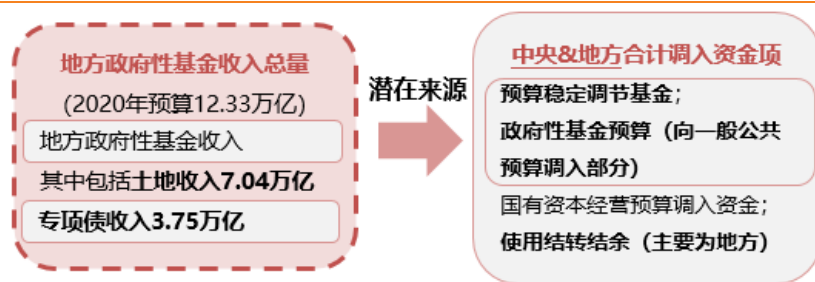 地方政府性基金收入总量
(2020年预算12.33万亿)
地方政府性基金收入
其中包括土地收入7.04万亿
专项债收入3.75万亿
潜在来源
中央&地方合计调入资金项
预算稳定调节基金；
政府性基金预算（向一般公共
预算调入部分）
国有资本经营预算调入资金；
使用结转结余（主要为地方）